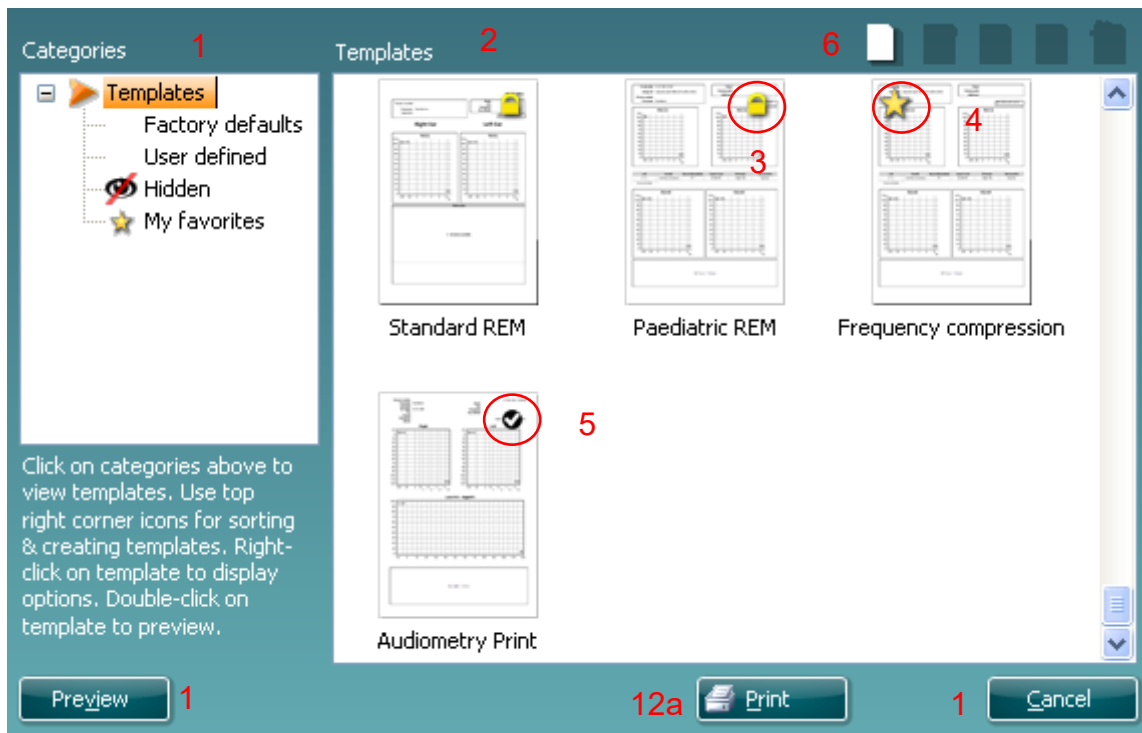 Categories 1
Templates 2
6
Templates
Factory defaults
User defined
Hidden
My favorites
3
4
Standard REM
Paediatric REM
Frequency compression
5
Audiometry Print
Click on categories above to
view templates. Use top
right corner icons for sorting
& creating templates. Right-
click on template to display
options. Double-click on
template to preview.
Preview 1
12a Print
1 Cancel